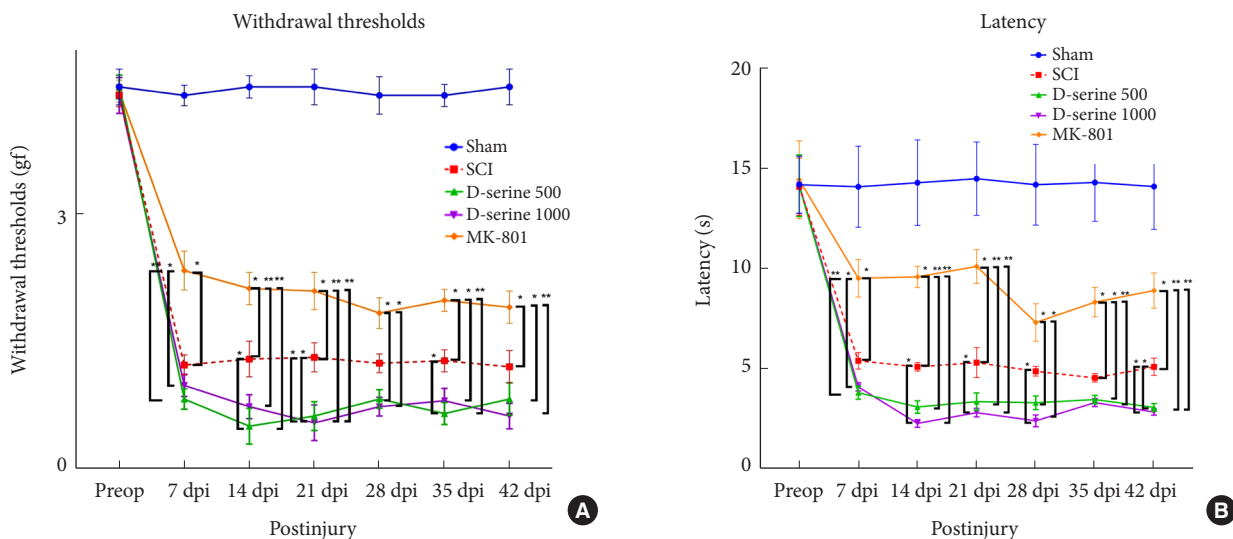 Withdrawal thresholds
Withdrawal thresholds (gf)
3
0
Sham
SCI
D-serine 500
D-serine 1000
MK-801
** * * * ** ** * ** ** * * * * ** * **
* * * *
Preop 7 dpi 14 dpi 21 dpi 28 dpi 35 dpi 42 dpi
Postinjury
A
Latency
Latency (s)
20
15
10
5
0
Sham
SCI
D-serine 500
D-serine 1000
MK-801
** * * * ** ** * ** ** * * * * ** * ** **
* * * * *
Preop 7 dpi 14 dpi 21 dpi 28 dpi 35 dpi 42 dpi
Postinjury
B